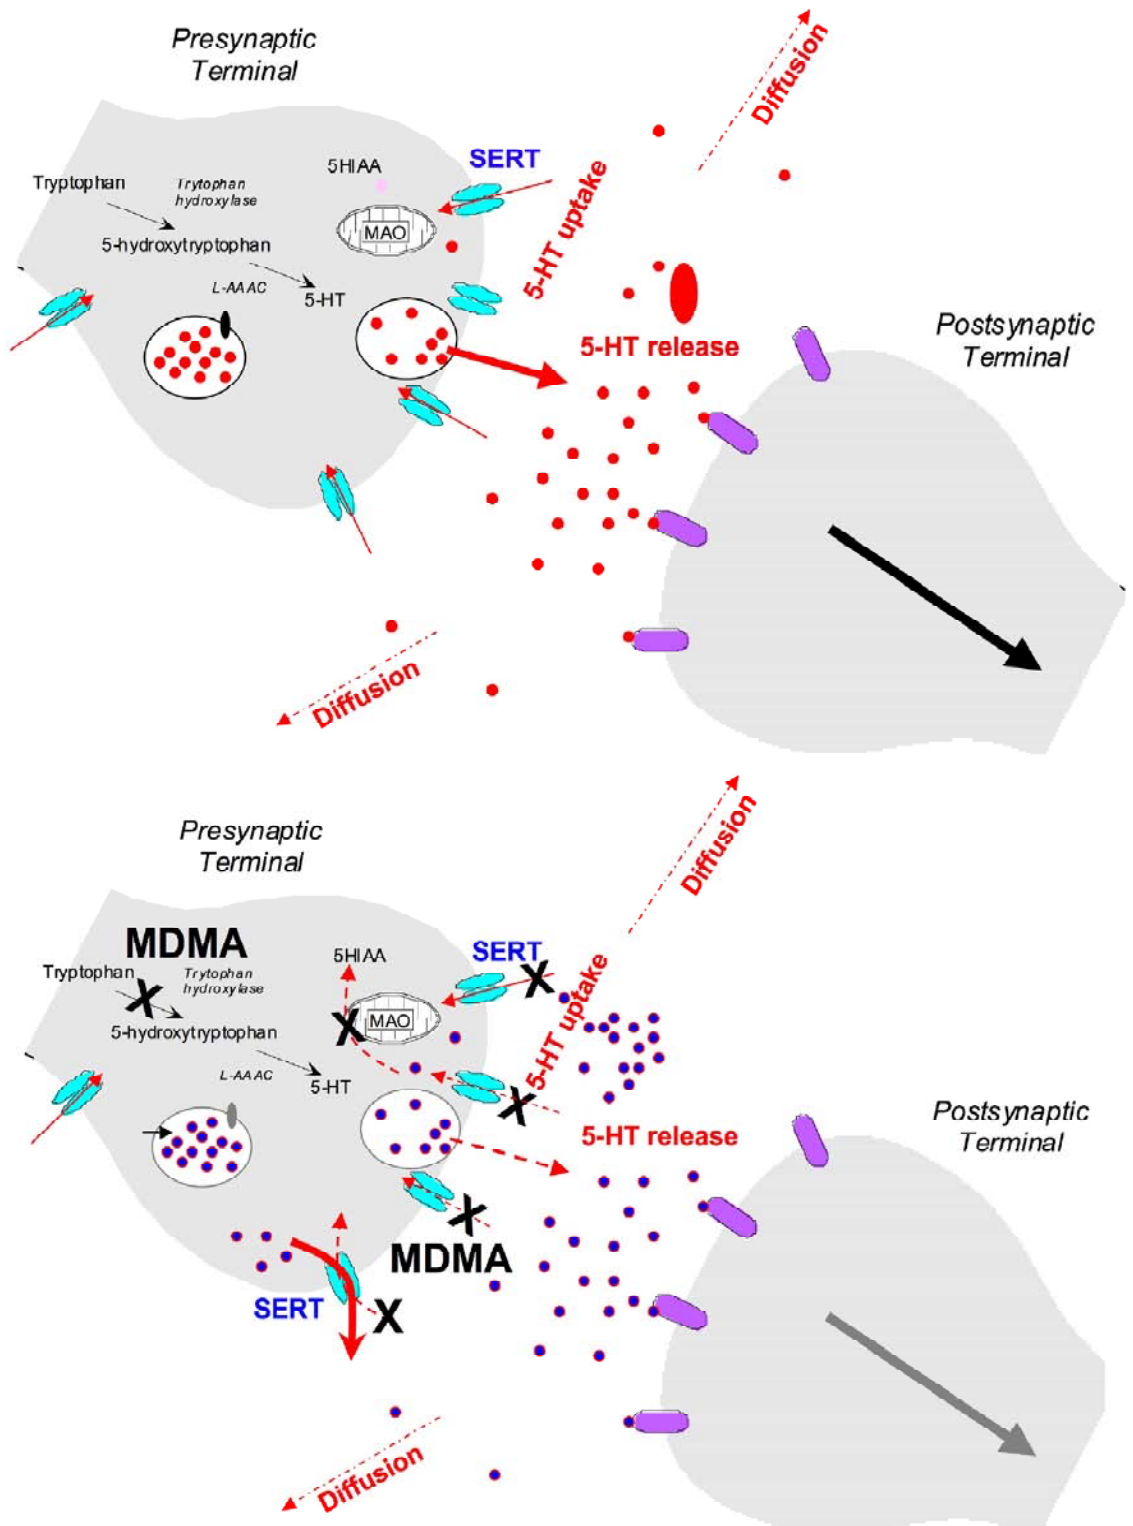 Presynaptic
Terminal
Diffusion
5HIAA
SERT
Tryptophan
Trytophan
hydroxylase
MAO
5-HT uptake
5-hydroxytryptophan
L-AAAC
5-HT
5-HT release
Postsynaptic
Terminal
Diffusion
Presynaptic
Terminal
Diffusion
MDMA
5HIAA
SERT
X
Tryptophan
Trytophan
hydroxylase
X
MAO
X
5-HT uptake
5-hydroxytryptophan
L-AAAC
5-HT
X
5-HT release
Postsynaptic
Terminal
X
MDMA
SERT
X
Diffusion